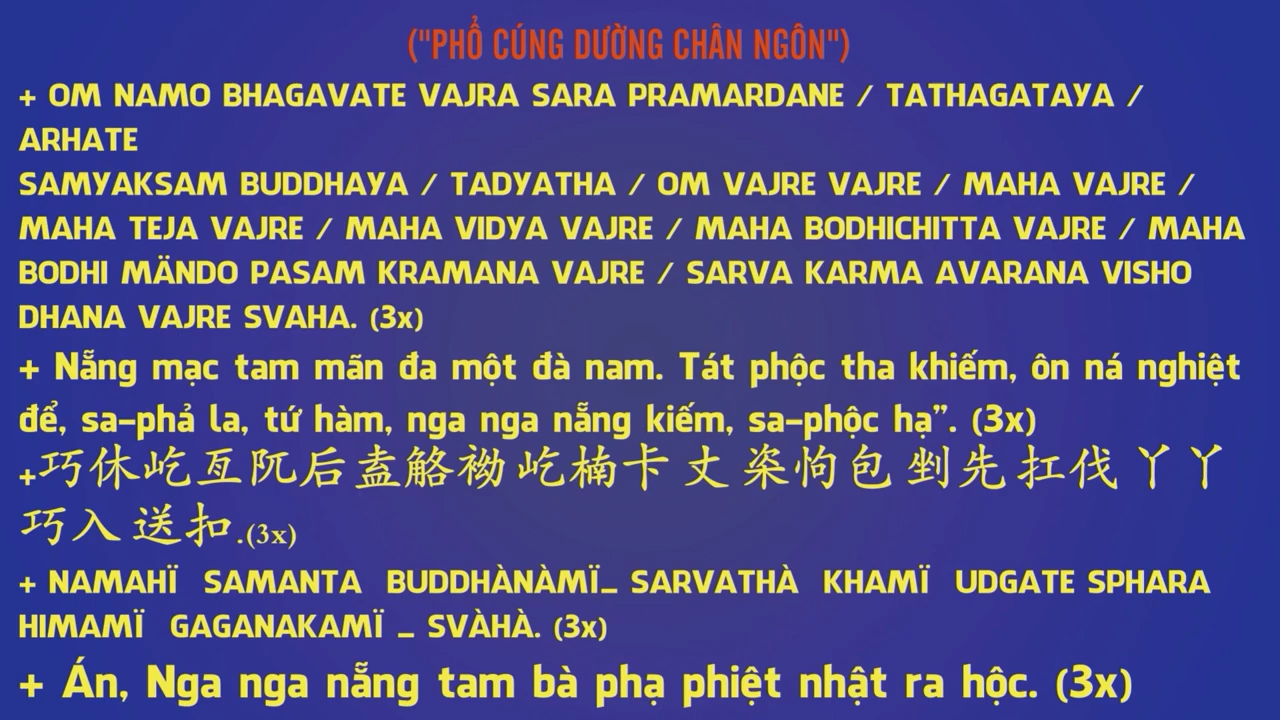 ("PHỔ CÚNG DƯỜNG CHÂN NGÔN")
+ OM NAMO BHAGAVATE VAJRA SARA PRAMARDANE / TATHAGATAYA /
ARHATE
SAMYAKSAM BUDDHAYA / TADYATHA / OM VAJRE VAJRE / MAHA VAJRE /
MAHA TEJA VAJRE / MAHA VIDYA VAJRE / MAHA BODHICHITTA VAJRE / MAHA
BODHI MÄNDO PASAM KRAMANA VAJRE / SARVA KARMA AVARANA VISHO
DHANA VAJRE SVAHA. (3x)
+ Nẵng mạc tam mãn đa một đà nam. Tát phộc tha khiếm, ôn ná nghiệt
để, sa-phả la, tứ hàm, nga nga nẵng kiếm, sa-phộc hạ”. (3x)
+巧休屹亙阢后盍觡袎屹楠卡丈楶恦包剉先扛伐丫丫
巧入送扣.(3x)
+ NAMAHÏ SAMANTA BUDDHÀNÀMÏ_ SARVATHÀ KHAMÏ UDGATE SPHARA
HIMAMÏ GAGANAKAMÏ _ SVÀHÀ. (3x)
+ Án, Nga nga nẵng tam bà phạ phiệt nhật ra hộc. (3x)